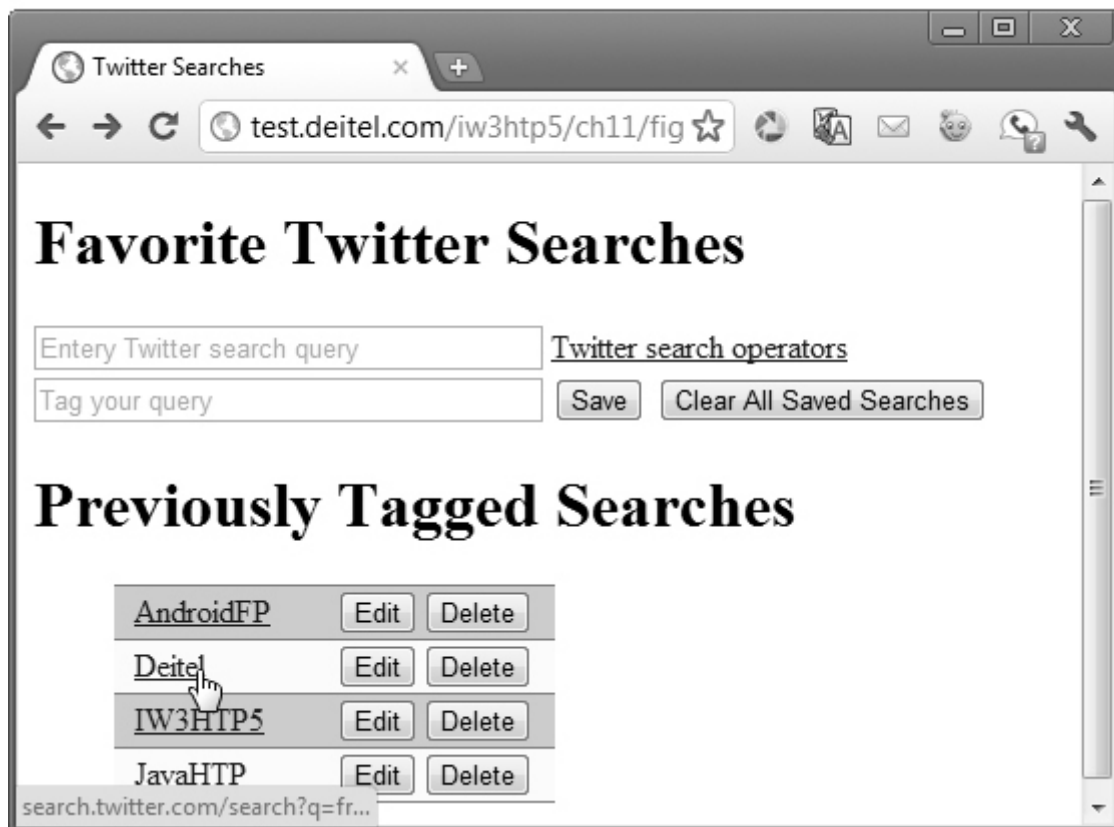 Twitter Searches
test.deitel.com/iw3htp5/ch11/fig
Favorite Twitter Searches
Entery Twitter search query Twitter search operators
Tag your query Save Clear All Saved Searches
Previously Tagged Searches
AndroidFP Edit Delete
Deitel Edit Delete
IW3HTP5 Edit Delete
JavaHTP Edit Delete
search.twitter.com/search?q=fr...